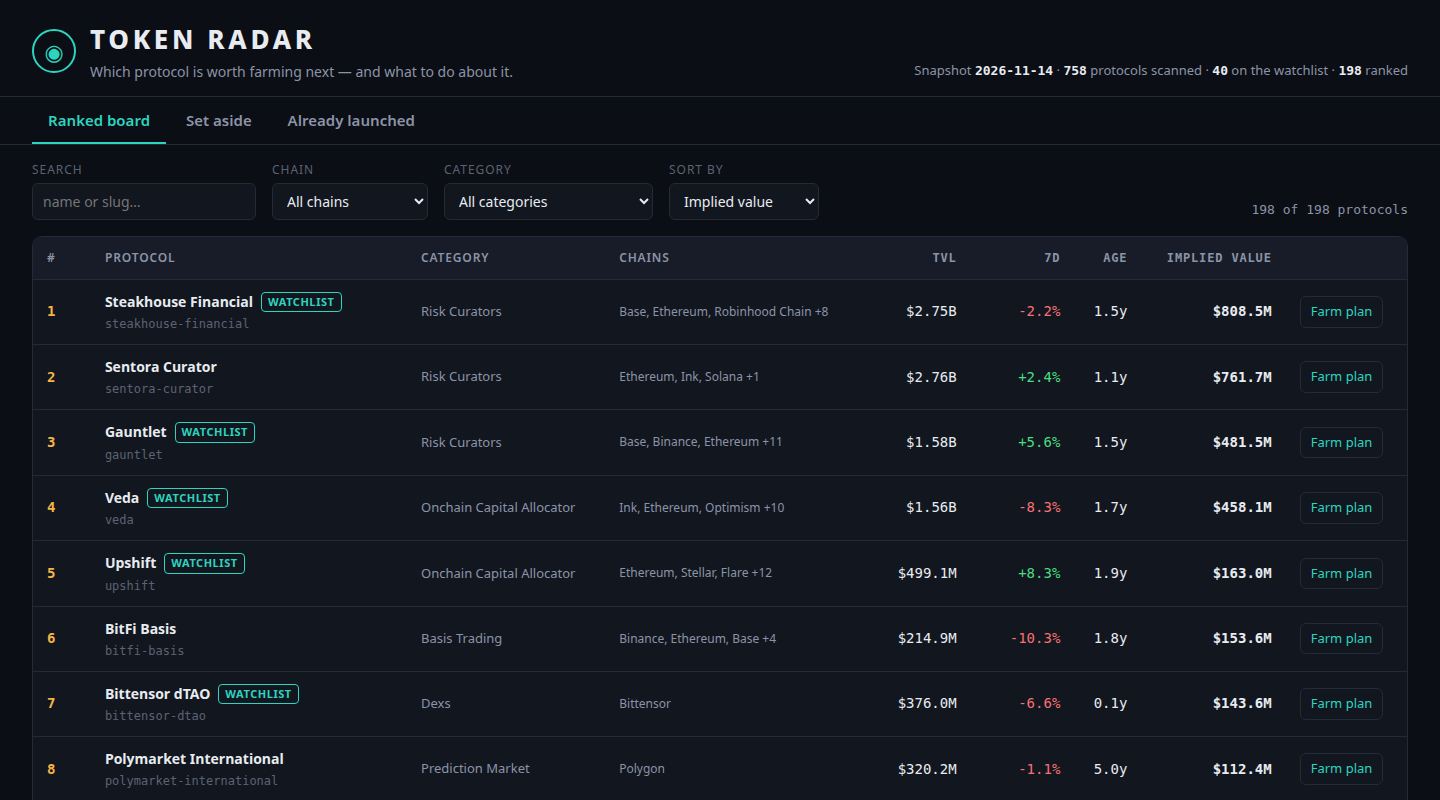 TOKEN RADAR
Which protocol is worth farming next — and what to do about it.
Snapshot 2026-11-14 · 758 protocols scanned · 40 on the watchlist · 198 ranked
Ranked board Set aside Already launched
SEARCH CHAIN CATEGORY SORT BY
name or slug... All chains All categories Implied value
198 of 198 protocols
# PROTOCOL CATEGORY CHAINS TVL 7D AGE IMPLIED VALUE
1 Steakhouse Financial WATCHLIST Risk Curators Base, Ethereum, Robinhood Chain +8 $2.75B -2.2% 1.5y $808.5M Farm plan
steakhouse-financial
2 Sentora Curator Risk Curators Ethereum, Ink, Solana +1 $2.76B +2.4% 1.1y $761.7M Farm plan
sentora-curator
3 Gauntlet WATCHLIST Risk Curators Base, Binance, Ethereum +11 $1.58B +5.6% 1.5y $481.5M Farm plan
gauntlet
4 Veda WATCHLIST Onchain Capital Allocator Ink, Ethereum, Optimism +10 $1.56B -8.3% 1.7y $458.1M Farm plan
veda
5 Upshift WATCHLIST Onchain Capital Allocator Ethereum, Stellar, Flare +12 $499.1M +8.3% 1.9y $163.0M Farm plan
upshift
6 BitFi Basis Basis Trading Binance, Ethereum, Base +4 $214.9M -10.3% 1.8y $153.6M Farm plan
bitfi-basis
7 Bittensor dTAO WATCHLIST Dexs Bittensor $376.0M -6.6% 0.1y $143.6M Farm plan
bittensor-dtao
8 Polymarket International Prediction Market Polygon $320.2M -1.1% 5.0y $112.4M Farm plan
polymarket-international